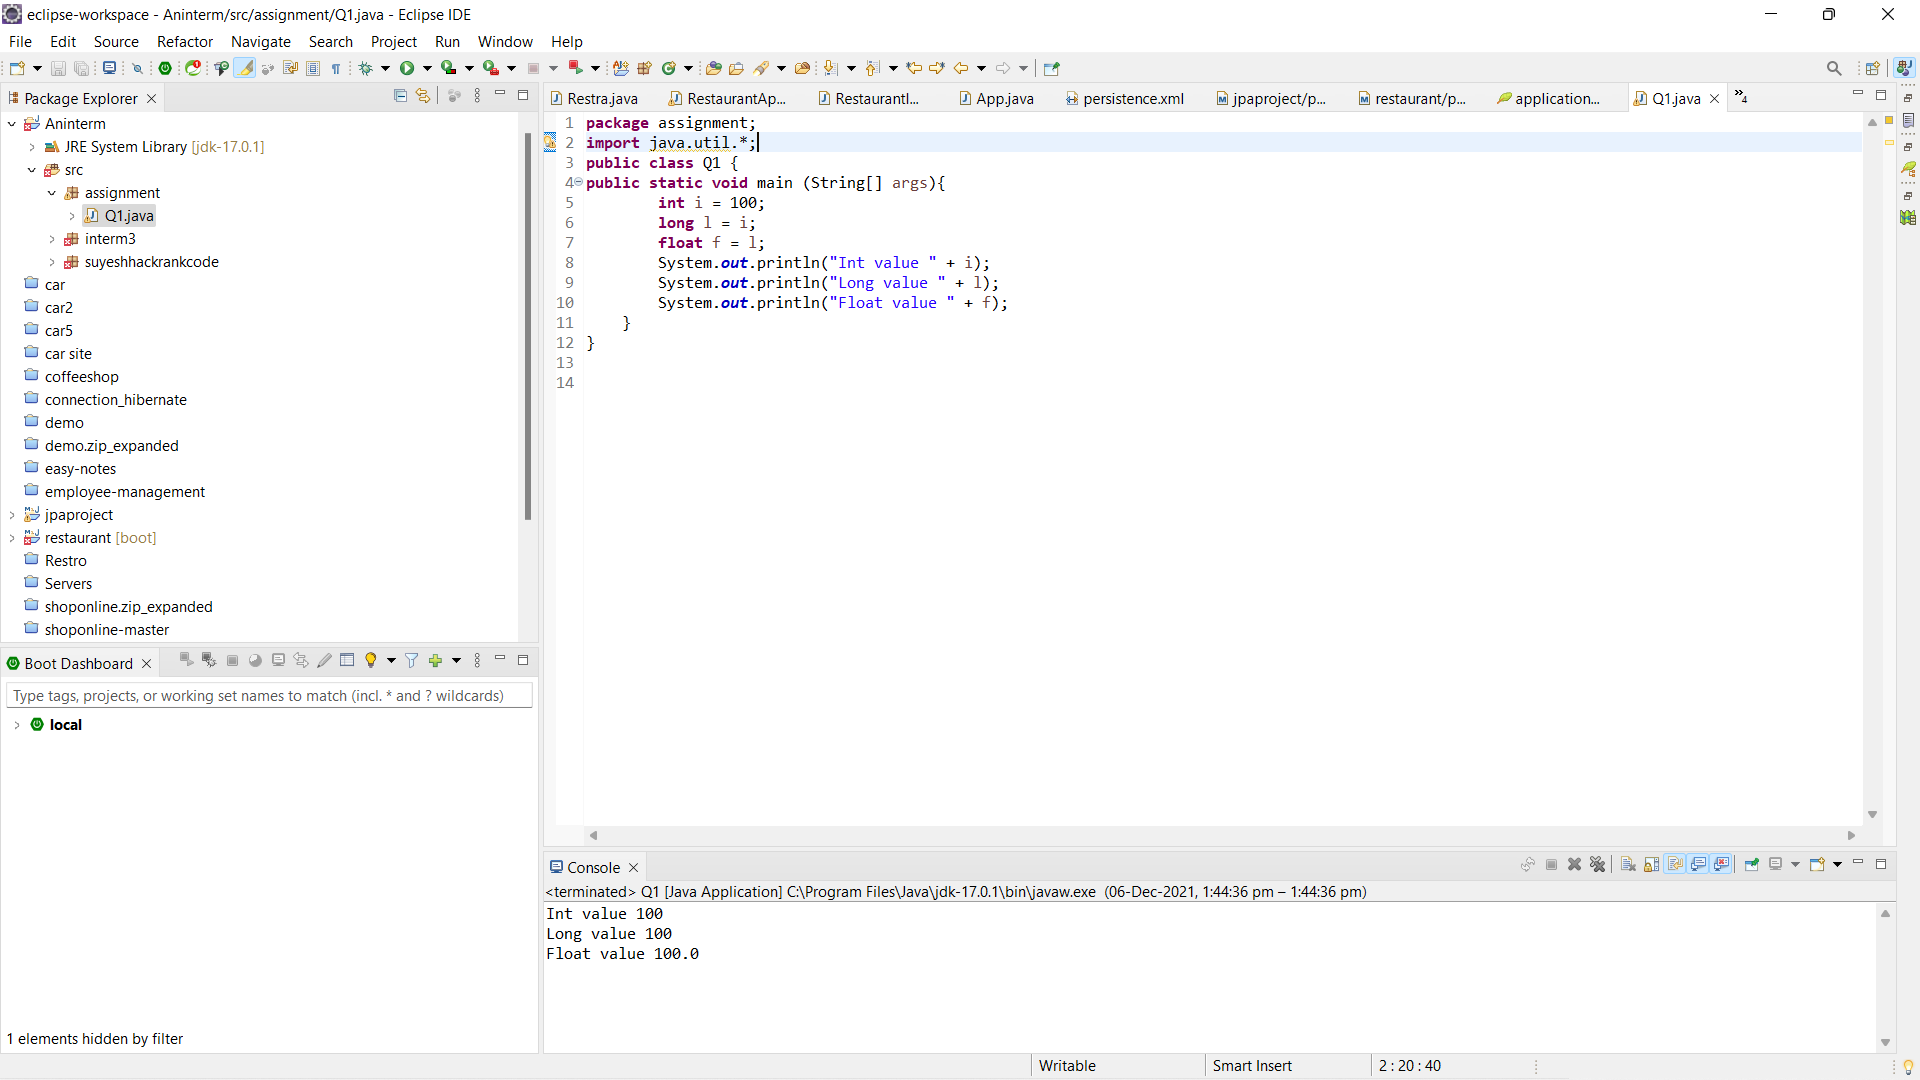 eclipse-workspace - Aninterm/src/assignment/Q1.java - Eclipse IDE
File Edit Source Refactor Navigate Search Project Run Window Help
Package Explorer
Aninterm
JRE System Library [jdk-17.0.1]
src
assignment
Q1.java
interm3
suyeshhackrankcode
car
car2
car5
car site
coffeeshop
connection_hibernate
demo
demo.zip_expanded
easy-notes
employee-management
jpaproject
restaurant [boot]
Restro
Servers
shoponline.zip_expanded
shoponline-master
Boot Dashboard
Type tags, projects, or working set names to match (incl. * and ? wildcards)
local
1 elements hidden by filter
Restra.java RestaurantAp... RestaurantI... App.java persistence.xml jpaproject/p... restaurant/p... application... Q1.java »4
1 package assignment;
2 import java.util.*;
3 public class Q1 {
4 public static void main (String[] args){
5 int i = 100;
6 long l = i;
7 float f = l;
8 System.out.println("Int value " + i);
9 System.out.println("Long value " + l);
10 System.out.println("Float value " + f);
11 }
12 }
13
14
Console
<terminated> Q1 [Java Application] C:\Program Files\Java\jdk-17.0.1\bin\javaw.exe (06-Dec-2021, 1:44:36 pm – 1:44:36 pm)
Int value 100
Long value 100
Float value 100.0
Writable Smart Insert 2 : 20 : 40